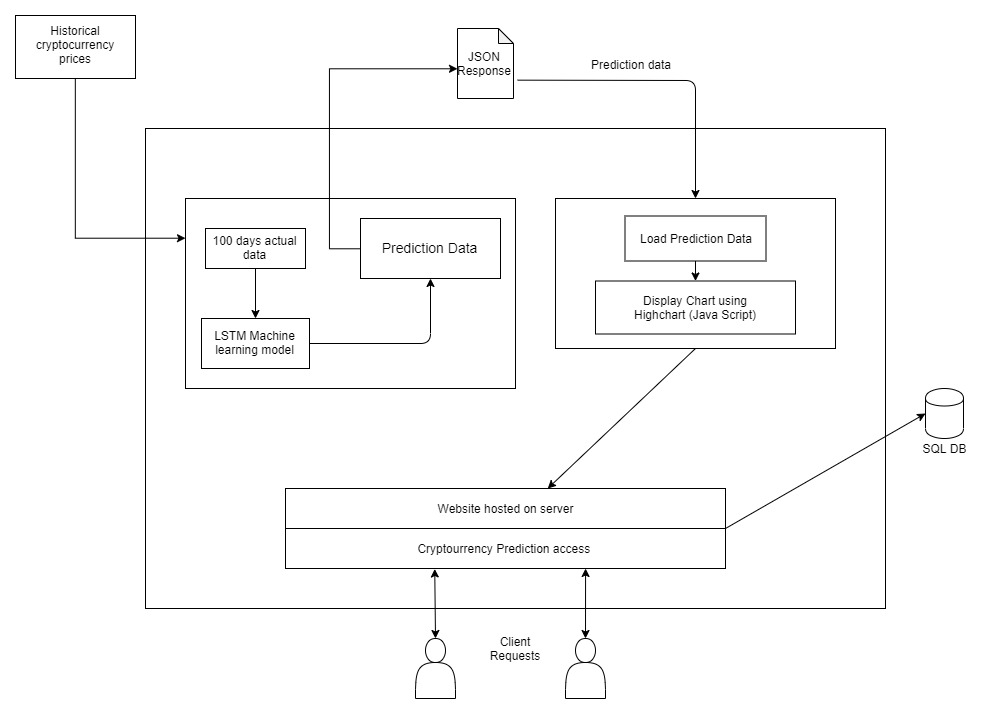 Historical
cryptocurrency
prices
JSON
Response
Prediction data
100 days actual
data
Prediction Data
LSTM Machine
learning model
Load Prediction Data
Display Chart using
Highchart (Java Script)
SQL DB
Website hosted on server
Cryptourrency Prediction access
Client
Requests